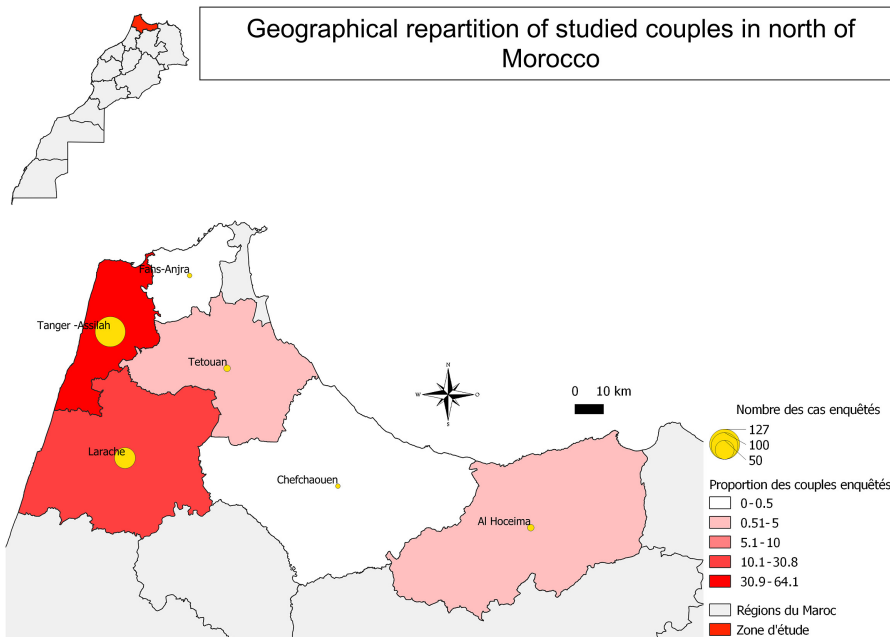 Geographical repartition of studied couples in north of
Morocco
Fahs-Anjra
Tanger -Assilah
Tetouan
Larache
Chefchaouen
Al Hoceima
N
W
O
S
0 10 km
Nombre des cas enquêtés
127
100
50
Proportion des couples enquêtés
0-0.5
0.51-5
5.1-10
10.1-30.8
30.9-64.1
Régions du Maroc
Zone d'étude